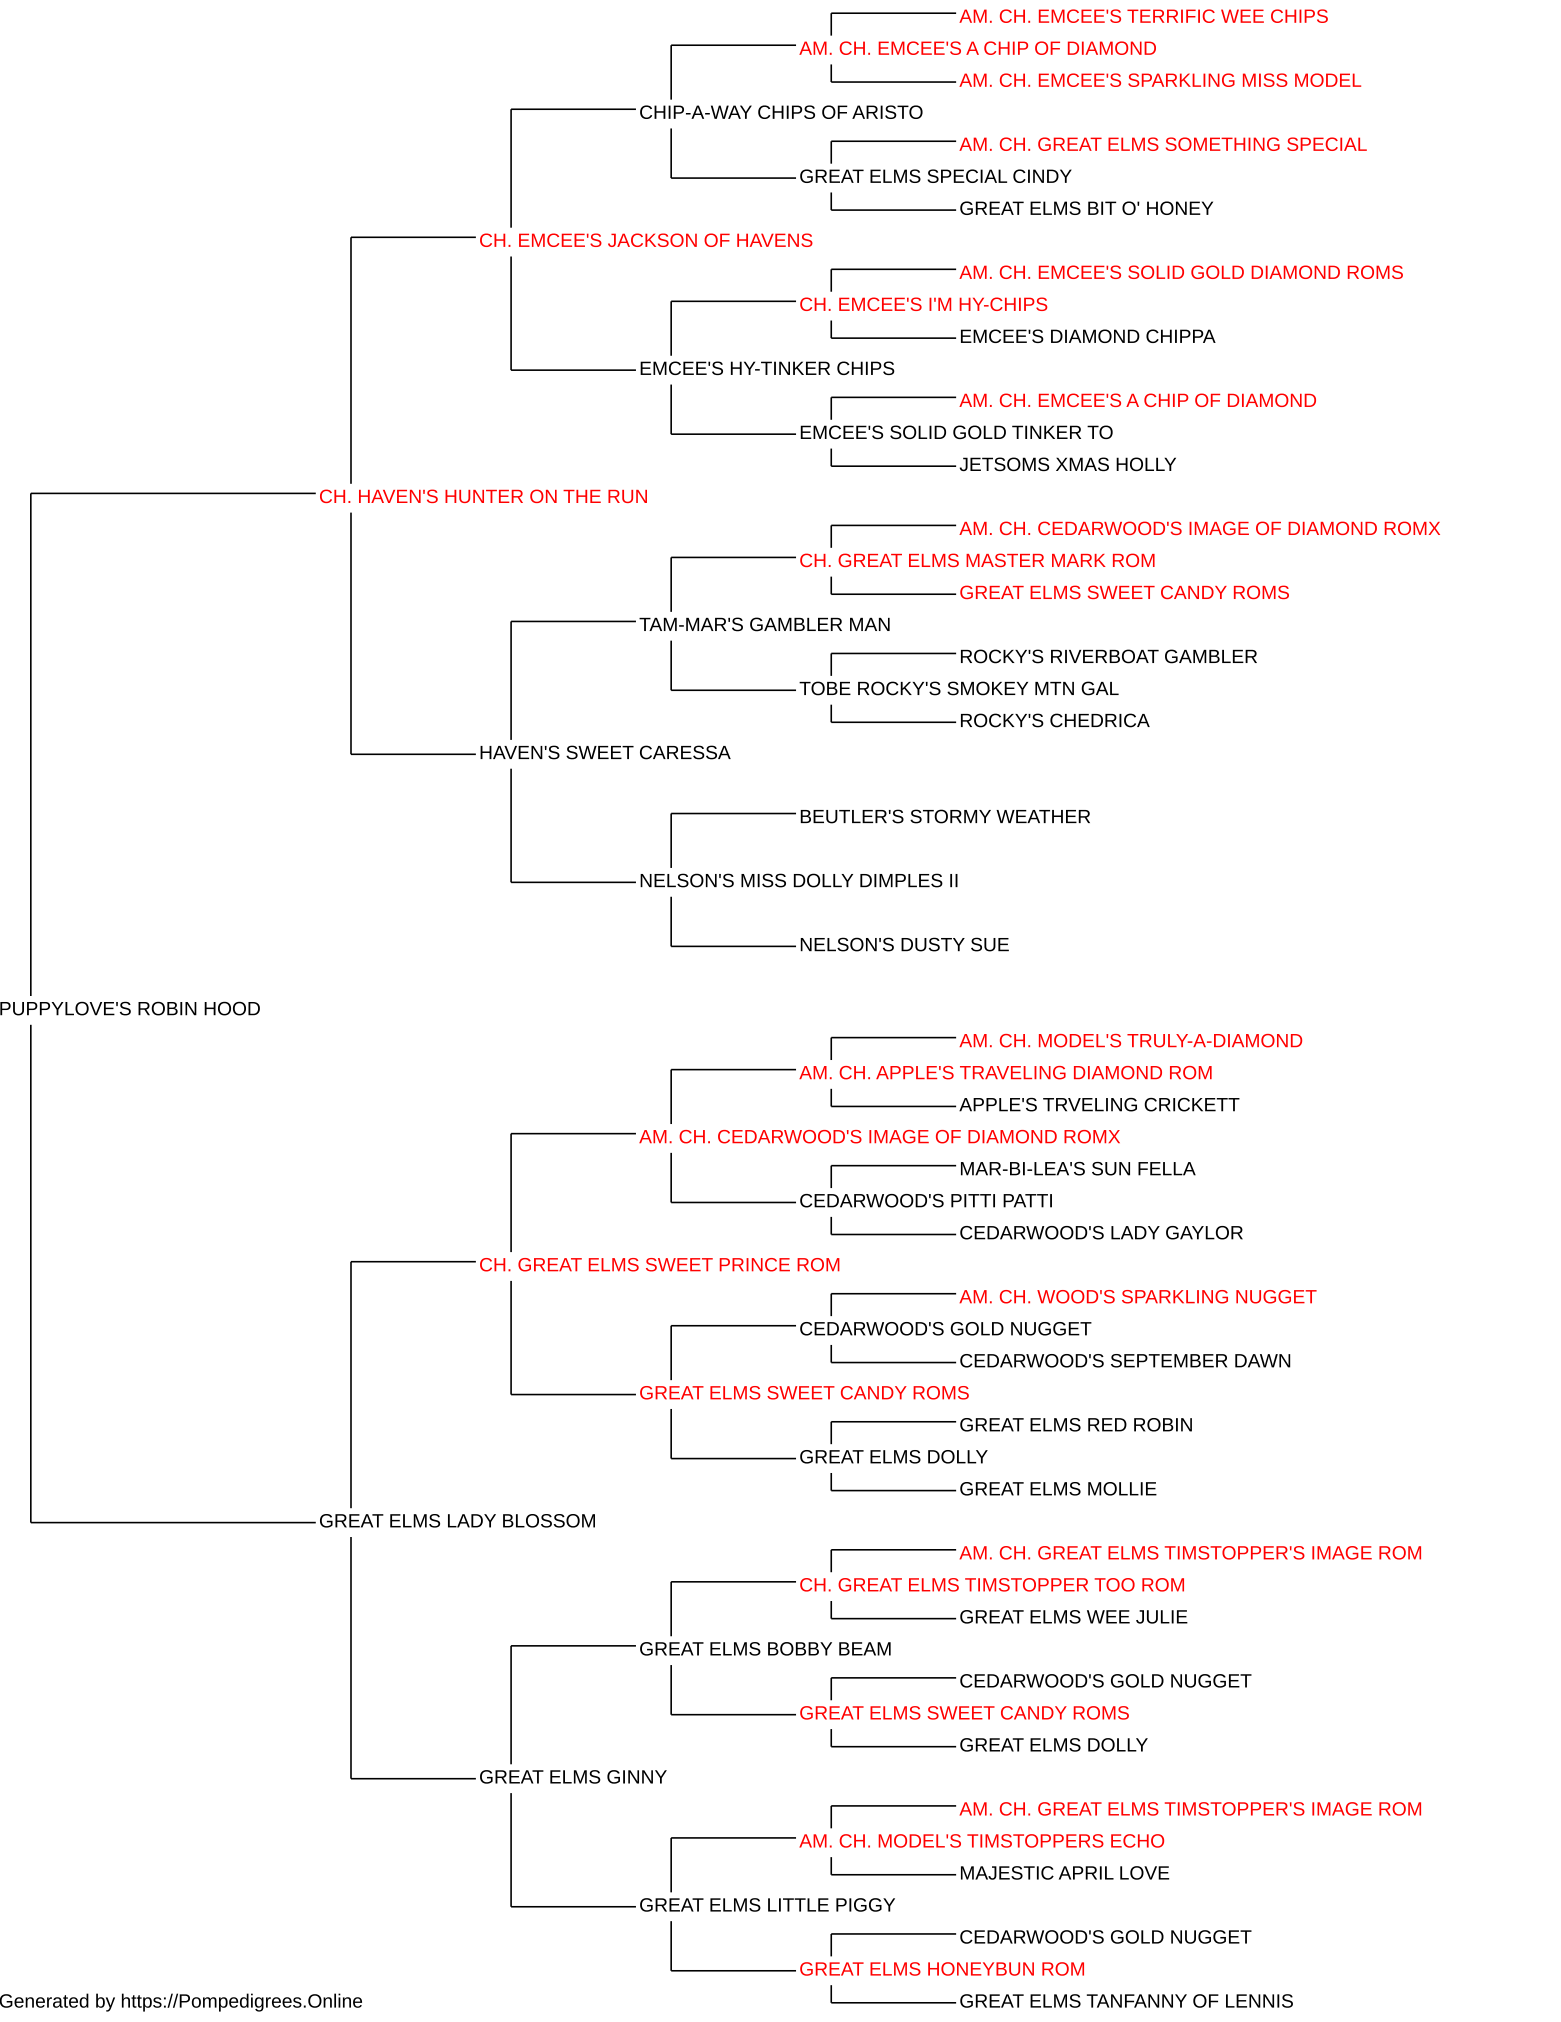 AM. CH. EMCEE'S TERRIFIC WEE CHIPS
AM. CH. EMCEE'S A CHIP OF DIAMOND
AM. CH. EMCEE'S SPARKLING MISS MODEL
CHIP-A-WAY CHIPS OF ARISTO
AM. CH. GREAT ELMS SOMETHING SPECIAL
GREAT ELMS SPECIAL CINDY
GREAT ELMS BIT O' HONEY
CH. EMCEE'S JACKSON OF HAVENS
AM. CH. EMCEE'S SOLID GOLD DIAMOND ROMS
CH. EMCEE'S I'M HY-CHIPS
EMCEE'S DIAMOND CHIPPA
EMCEE'S HY-TINKER CHIPS
AM. CH. EMCEE'S A CHIP OF DIAMOND
EMCEE'S SOLID GOLD TINKER TO
JETSOMS XMAS HOLLY
CH. HAVEN'S HUNTER ON THE RUN
AM. CH. CEDARWOOD'S IMAGE OF DIAMOND ROMX
CH. GREAT ELMS MASTER MARK ROM
GREAT ELMS SWEET CANDY ROMS
TAM-MAR'S GAMBLER MAN
ROCKY'S RIVERBOAT GAMBLER
TOBE ROCKY'S SMOKEY MTN GAL
ROCKY'S CHEDRICA
HAVEN'S SWEET CARESSA
BEUTLER'S STORMY WEATHER
NELSON'S MISS DOLLY DIMPLES II
NELSON'S DUSTY SUE
PUPPYLOVE'S ROBIN HOOD
AM. CH. MODEL'S TRULY-A-DIAMOND
AM. CH. APPLE'S TRAVELING DIAMOND ROM
APPLE'S TRVELING CRICKETT
AM. CH. CEDARWOOD'S IMAGE OF DIAMOND ROMX
MAR-BI-LEA'S SUN FELLA
CEDARWOOD'S PITTI PATTI
CEDARWOOD'S LADY GAYLOR
CH. GREAT ELMS SWEET PRINCE ROM
AM. CH. WOOD'S SPARKLING NUGGET
CEDARWOOD'S GOLD NUGGET
CEDARWOOD'S SEPTEMBER DAWN
GREAT ELMS SWEET CANDY ROMS
GREAT ELMS RED ROBIN
GREAT ELMS DOLLY
GREAT ELMS MOLLIE
GREAT ELMS LADY BLOSSOM
AM. CH. GREAT ELMS TIMSTOPPER'S IMAGE ROM
CH. GREAT ELMS TIMSTOPPER TOO ROM
GREAT ELMS WEE JULIE
GREAT ELMS BOBBY BEAM
CEDARWOOD'S GOLD NUGGET
GREAT ELMS SWEET CANDY ROMS
GREAT ELMS DOLLY
GREAT ELMS GINNY
AM. CH. GREAT ELMS TIMSTOPPER'S IMAGE ROM
AM. CH. MODEL'S TIMSTOPPERS ECHO
MAJESTIC APRIL LOVE
GREAT ELMS LITTLE PIGGY
CEDARWOOD'S GOLD NUGGET
GREAT ELMS HONEYBUN ROM
GREAT ELMS TANFANNY OF LENNIS
Generated by https://Pompedigrees.Online